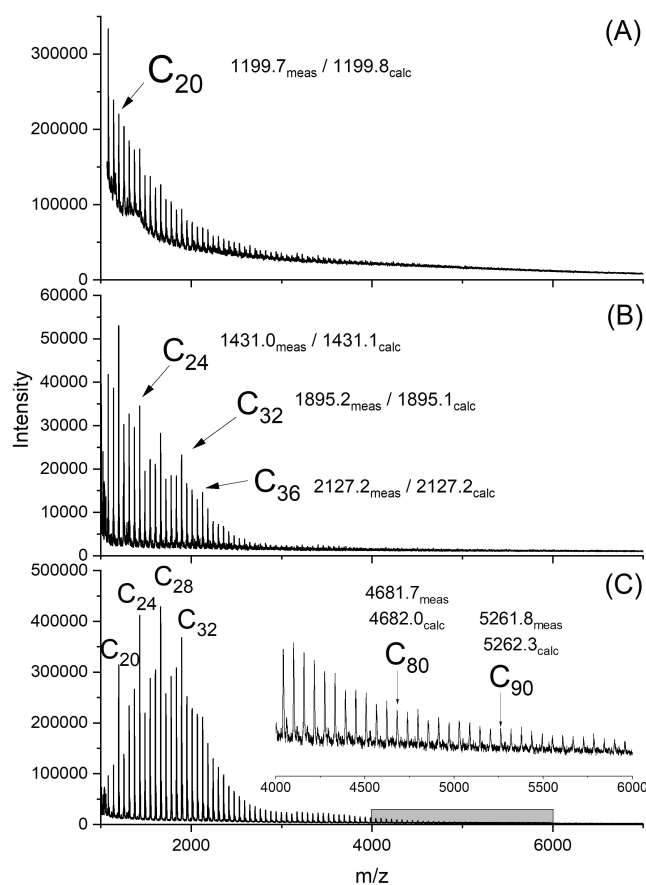 (A)
300000
200000
100000
0
C20 1199.7meas / 1199.8calc
(B)
60000
50000
40000
30000
20000
10000
0
Intensity
C24 1431.0meas / 1431.1calc
C32 1895.2meas / 1895.1calc
C36 2127.2meas / 2127.2calc
(C)
500000
400000
300000
200000
100000
0
C20
C24
C28
C32
4681.7meas
4682.0calc
C80
5261.8meas
5262.3calc
C90
4000 4500 5000 5500 6000
2000 4000 6000
m/z